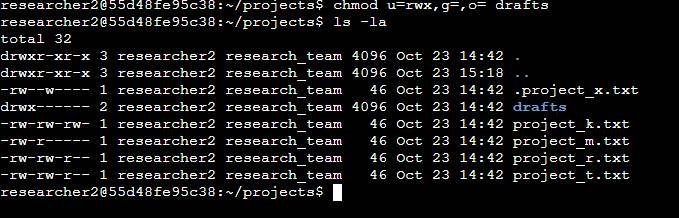 researcher2@55d48fe95c38:~/projects$ chmod u=rwx,g=,o= drafts
researcher2@55d48fe95c38:~/projects$ ls -la
total 32
drwxr-xr-x 3 researcher2 research_team 4096 Oct 23 14:42 .
drwxr-xr-x 3 researcher2 research_team 4096 Oct 23 15:18 ..
-rw--w---- 1 researcher2 research_team   46 Oct 23 14:42 .project_x.txt
drwx------ 2 researcher2 research_team 4096 Oct 23 14:42 drafts
-rw-rw-rw- 1 researcher2 research_team   46 Oct 23 14:42 project_k.txt
-rw-r----- 1 researcher2 research_team   46 Oct 23 14:42 project_m.txt
-rw-rw-r-- 1 researcher2 research_team   46 Oct 23 14:42 project_r.txt
-rw-rw-r-- 1 researcher2 research_team   46 Oct 23 14:42 project_t.txt
researcher2@55d48fe95c38:~/projects$